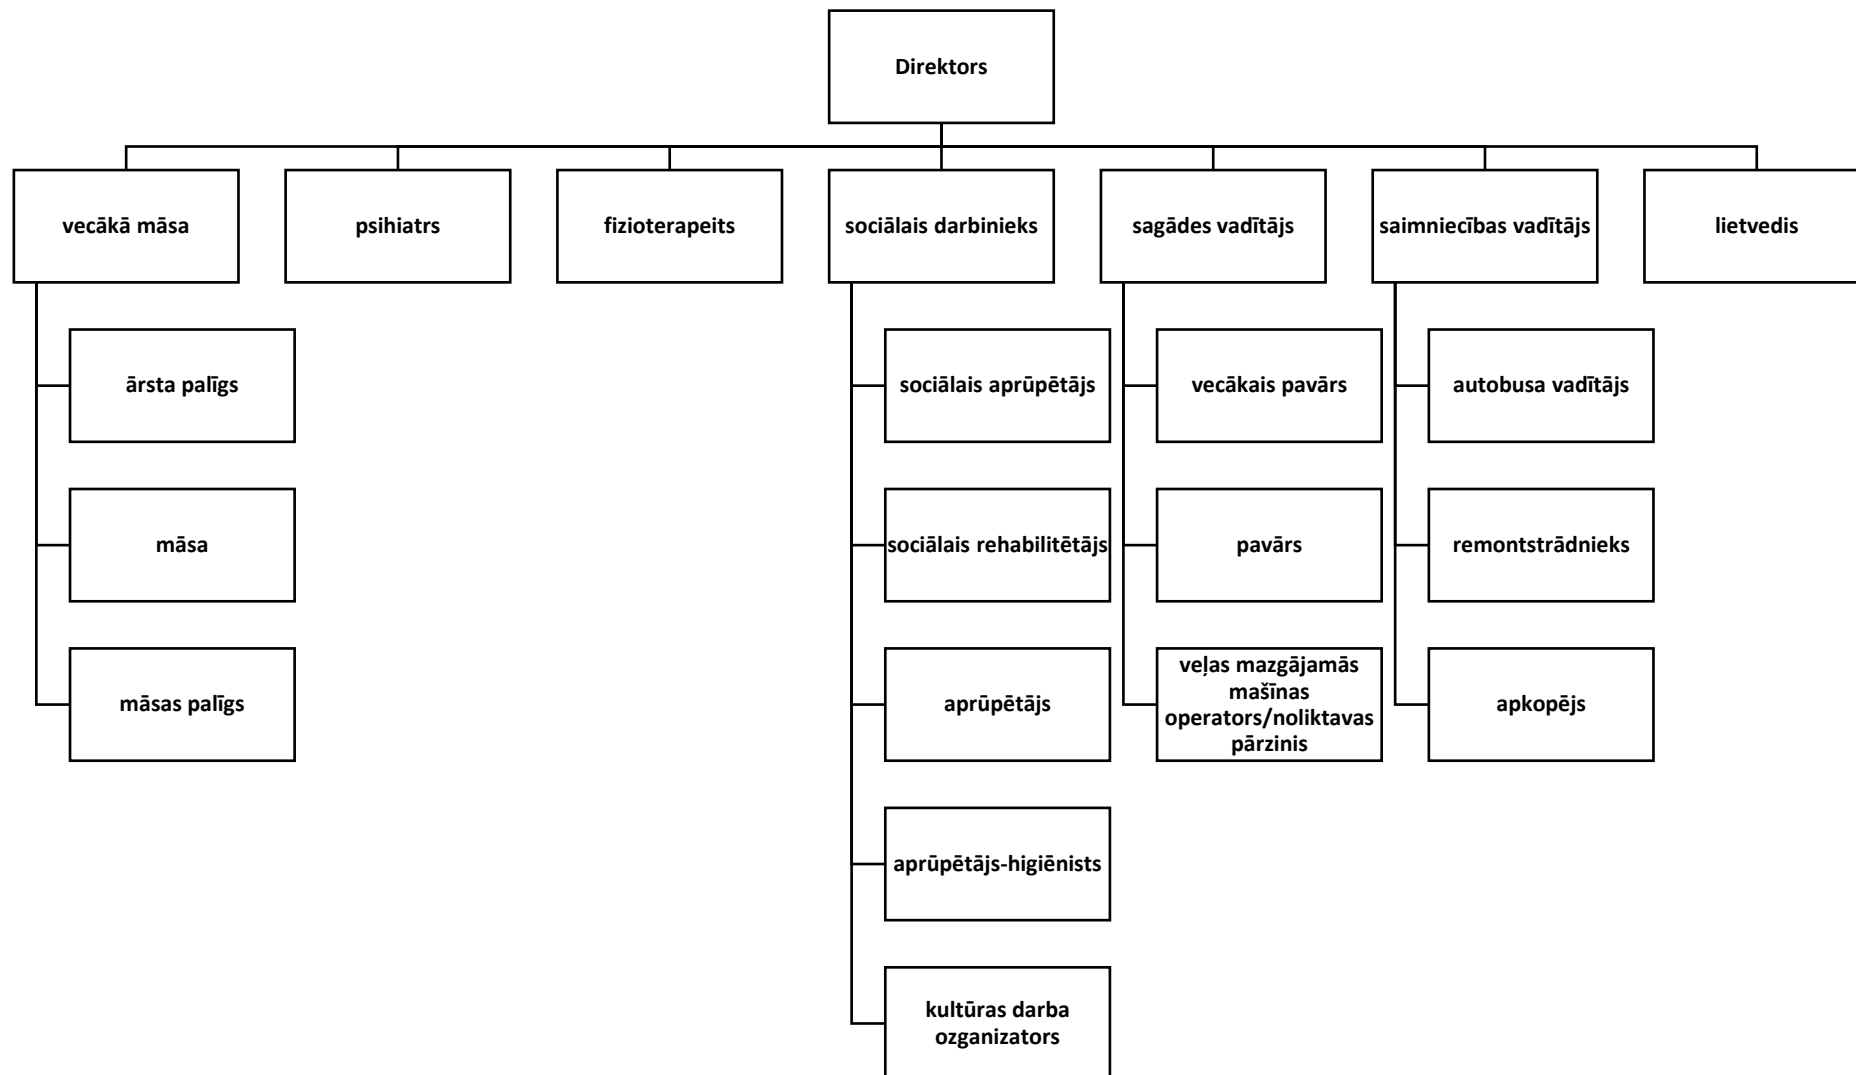 Direktors
vecākā māsa
psihiatrs
fizioterapeits
sociālais darbinieks
sagādes vadītājs
saimniecības vadītājs
lietvedis
ārsta palīgs
māsa
māsas palīgs
sociālais aprūpētājs
sociālais rehabilitētājs
aprūpētājs
aprūpētājs-higiēnists
kultūras darba
ozganizators
vecākais pavārs
pavārs
veļas mazgājamās
mašīnas
operators/noliktavas
pārzinis
autobusa vadītājs
remontstrādnieks
apkopējs